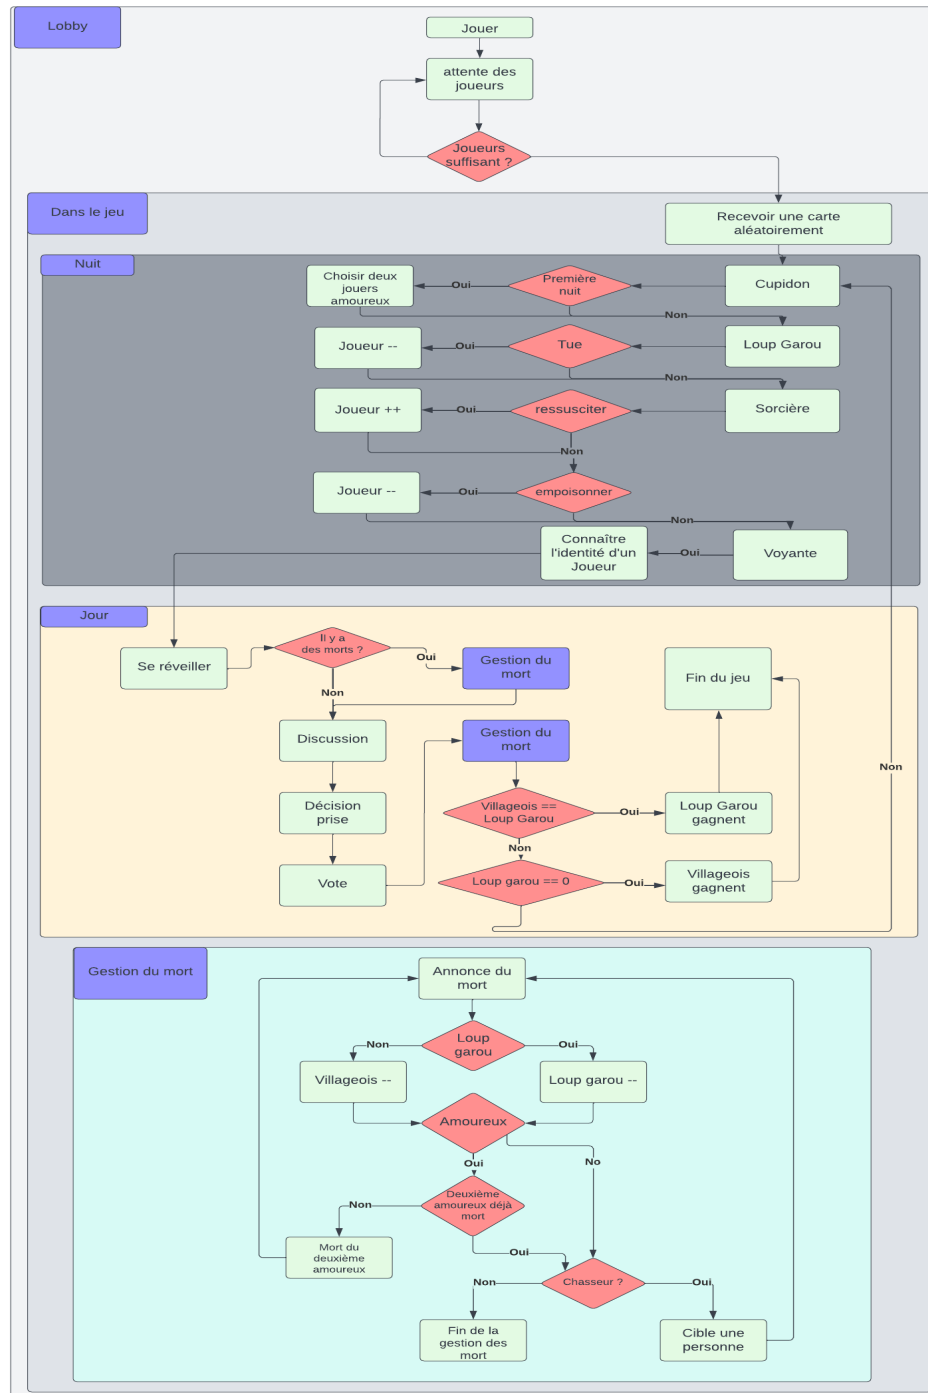 Lobby
Jouer
attente des
joueurs
Joueurs
suffisant ?
Dans le jeu
Recevoir une carte
aléatoirement
Nuit
Choisir deux
jouers
amoureux
Oui
Première
nuit
Cupidon
Non
Joueur --
Oui
Tue
Loup Garou
Non
Joueur ++
Oui
ressusciter
Sorcière
Non
Joueur --
Oui
empoisonner
Non
Connaître
l'identité d'un
Joueur
Oui
Voyante
Jour
Se réveiller
Il y a
des morts ?
Oui
Gestion du
mort
Fin du jeu
Non
Discussion
Gestion du
mort
Non
Décision
prise
Villageois ==
Loup Garou
Oui
Loup Garou
gagnent
Non
Vote
Loup garou == 0
Oui
Villageois
gagnent
Gestion du mort
Annonce du
mort
Non
Loup
garou
Oui
Villageois --
Loup garou --
Amoureux
Oui
No
Non
Deuxième
amoureux déjà
mort
Mort du
deuxième
amoureux
Oui
Non
Chasseur ?
Oui
Fin de la
gestion des
mort
Cible une
personne